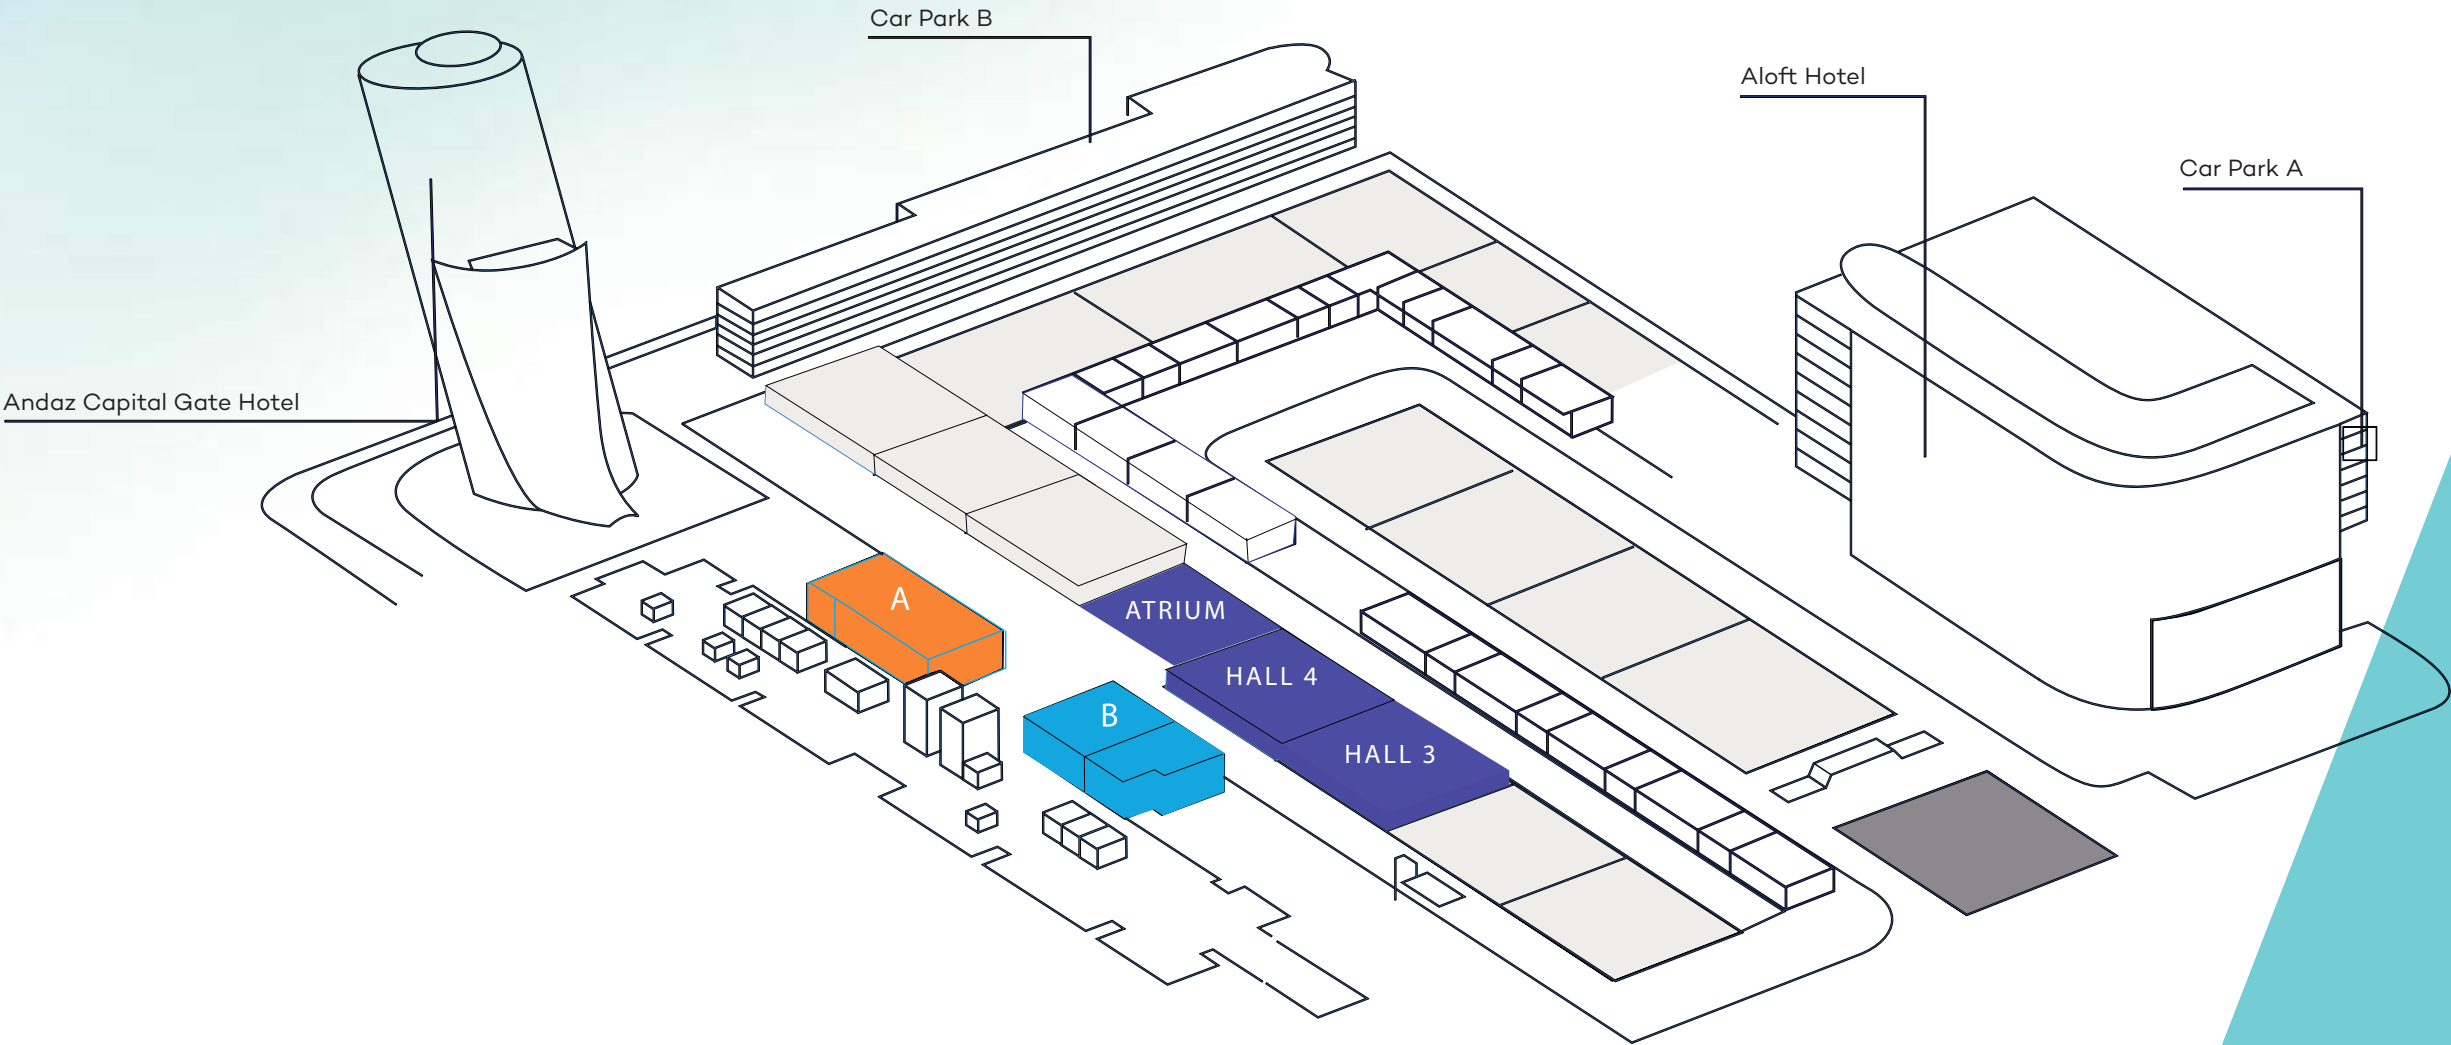 Car Park B
Aloft Hotel
Car Park A
Andaz Capital Gate Hotel
A
ATRIUM
HALL 4
B
HALL 3